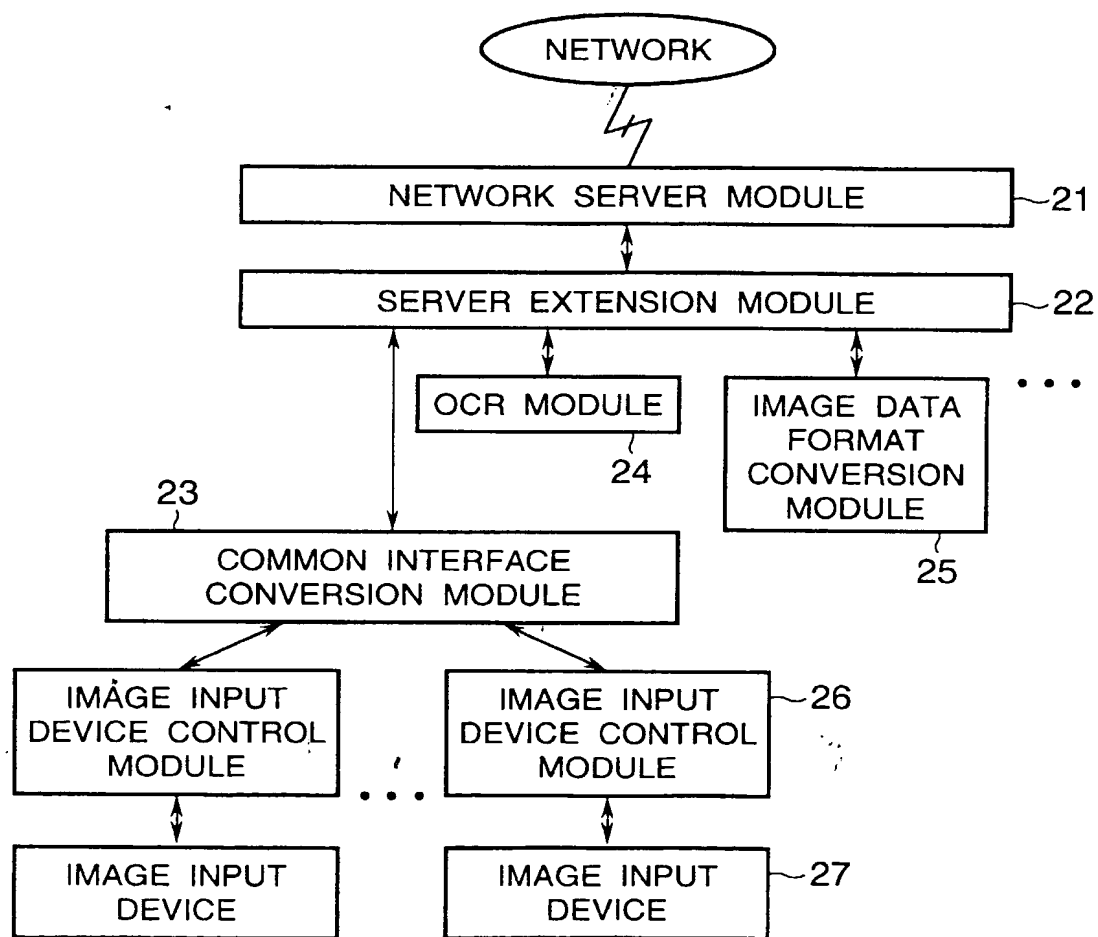 NETWORK
NETWORK SERVER MODULE
21
SERVER EXTENSION MODULE
22
OCR MODULE
24
IMAGE DATA
FORMAT
CONVERSION
MODULE
25
23
COMMON INTERFACE
CONVERSION MODULE
IMAGE INPUT
DEVICE CONTROL
MODULE
IMAGE INPUT
DEVICE CONTROL
MODULE
26
IMAGE INPUT
DEVICE
IMAGE INPUT
DEVICE
27